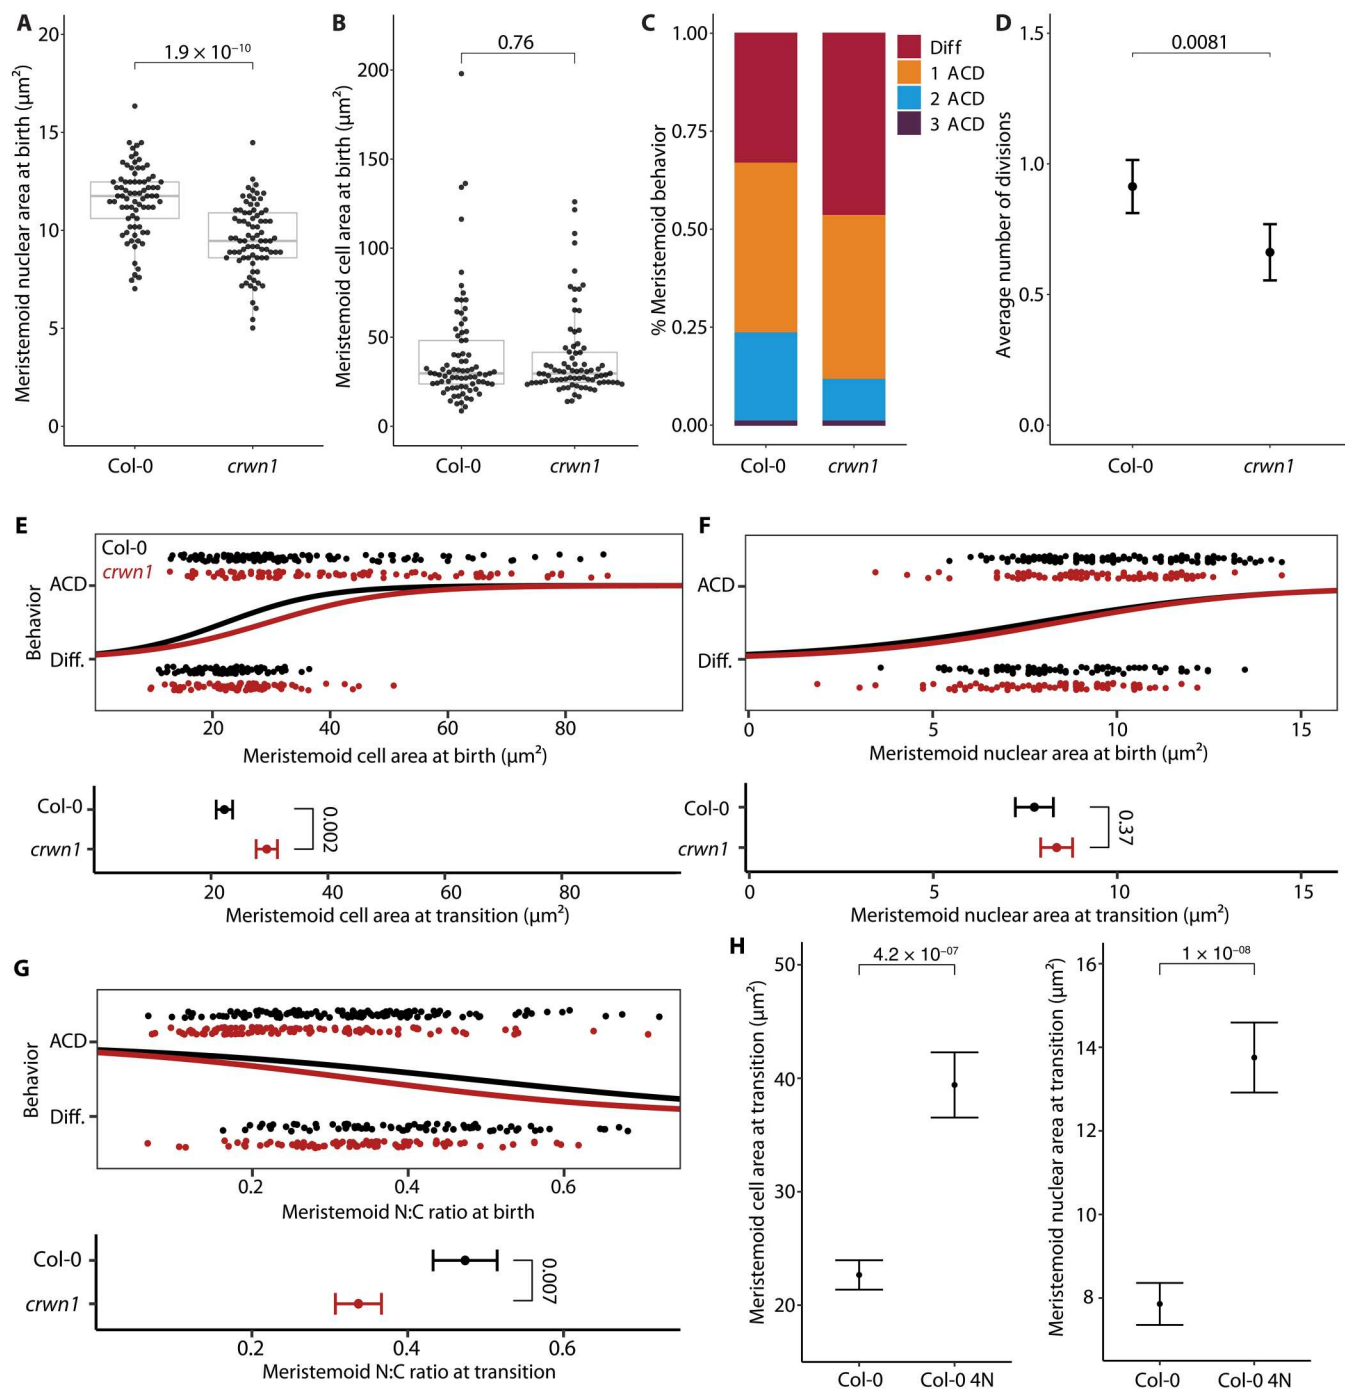 A
Meristemoid nuclear area at birth (µm²)
20
15
10
5
0
1.9 × 10⁻¹⁰
Col-0
crwn1
B
Meristemoid cell area at birth (µm²)
200
150
100
50
0
0.76
Col-0
crwn1
C
% Meristemoid behavior
1.00
0.75
0.50
0.25
0.00
Diff
1 ACD
2 ACD
3 ACD
Col-0
crwn1
D
Average number of divisions
1.5
1.0
0.5
0.0
0.0081
Col-0
crwn1
E
Col-0
crwn1
Behavior
ACD
Diff.
20
40
60
80
Meristemoid cell area at birth (µm²)
Col-0
crwn1
0.002
20
40
60
80
Meristemoid cell area at transition (µm²)
F
ACD
Diff.
0
5
10
15
Meristemoid nuclear area at birth (µm²)
Col-0
crwn1
0.37
0
5
10
15
Meristemoid nuclear area at transition (µm²)
G
Behavior
ACD
Diff.
0.2
0.4
0.6
Meristemoid N:C ratio at birth
Col-0
crwn1
0.007
0.2
0.4
0.6
Meristemoid N:C ratio at transition
H
Meristemoid cell area at transition (µm²)
50
40
30
20
4.2 × 10⁻⁰⁷
Col-0
Col-0 4N
Meristemoid nuclear area at transition (µm²)
16
14
12
10
8
1 × 10⁻⁰⁸
Col-0
Col-0 4N